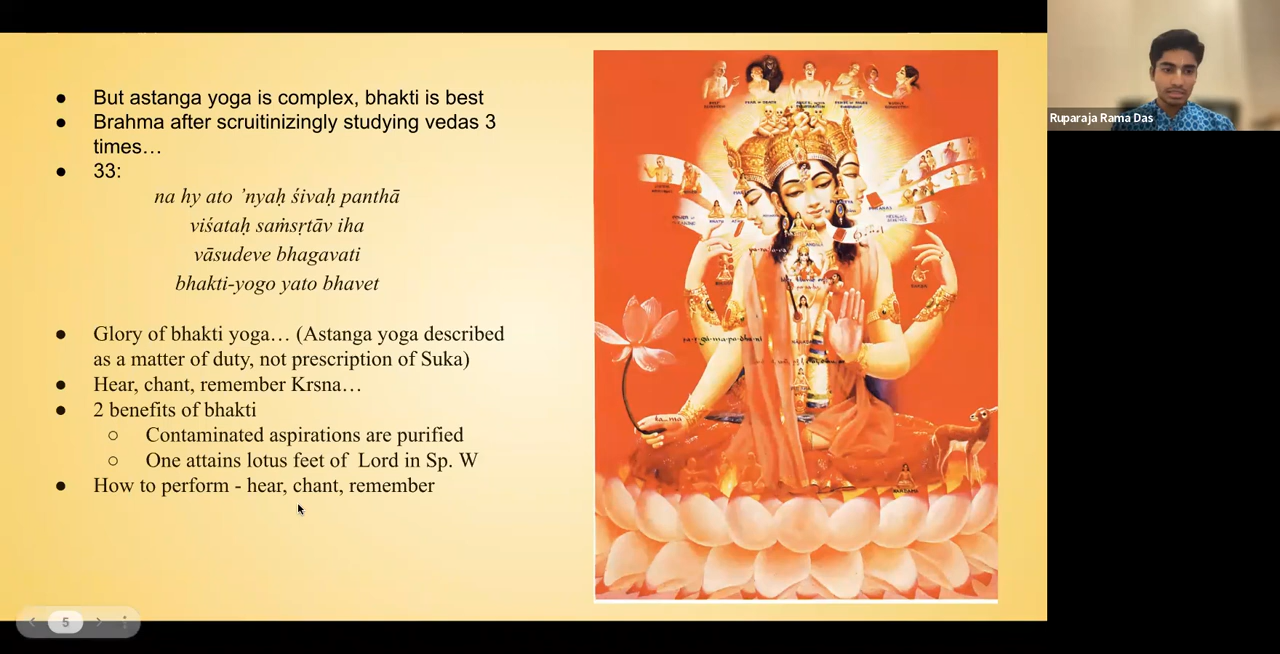 ● But astanga yoga is complex, bhakti is best
● Brahma after scruitinizingly studying vedas 3
times…
● 33:
na hy ato ’nyaḥ śivaḥ panthā
viśataḥ saṁsṛtāv iha
vāsudeve bhagavati
bhakti-yogo yato bhavet
● Glory of bhakti yoga… (Astanga yoga described
as a matter of duty, not prescription of Suka)
● Hear, chant, remember Krsna…
● 2 benefits of bhakti
○ Contaminated aspirations are purified
○ One attains lotus feet of Lord in Sp. W
● How to perform - hear, chant, remember
5
Ruparaja Rama Das